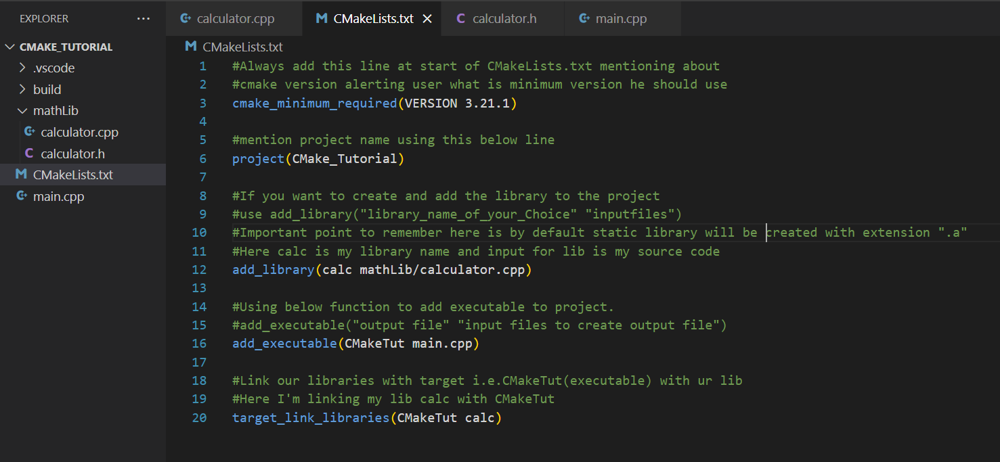 EXPLORER ...
calculator.cpp CMakeLists.txt calculator.h main.cpp
CMAKE_TUTORIAL
.vscode
build
mathLib
calculator.cpp
calculator.h
CMakeLists.txt
main.cpp
CMakeLists.txt
1 #Always add this line at start of CMakeLists.txt mentioning about
2 #cmake version alerting user what is minimum version he should use
3 cmake_minimum_required(VERSION 3.21.1)
4
5 #mention project name using this below line
6 project(CMake_Tutorial)
7
8 #If you want to create and add the library to the project
9 #use add_library("library_name_of_your_Choice" "inputfiles")
10 #Important point to remember here is by default static library will be created with extension ".a"
11 #Here calc is my library name and input for lib is my source code
12 add_library(calc mathLib/calculator.cpp)
13
14 #Using below function to add executable to project.
15 #add_executable("output file" "input files to create output file")
16 add_executable(CMakeTut main.cpp)
17
18 #Link our libraries with target i.e.CMakeTut(executable) with ur lib
19 #Here I'm linking my lib calc with CMakeTut
20 target_link_libraries(CMakeTut calc)